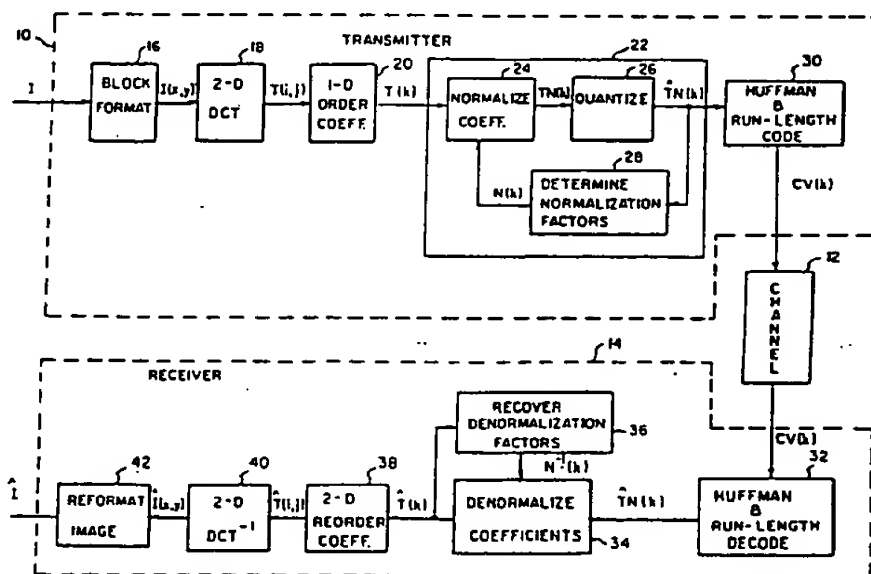 10
TRANSMITTER
16
18
20
22
24
26
30
I
BLOCK
FORMAT
I(x,y)
2-D
DCT
T(i,j)
1-D
ORDER
COEFF.
T(k)
NORMALIZE
COEFF.
TN(k)
QUANTIZE
T̂N(k)
HUFFMAN
&
RUN-LENGTH
CODE
28
N(k)
DETERMINE
NORMALIZATION
FACTORS
CV(k)
12
CHANNEL
14
RECEIVER
RECOVER
DENORMALIZATION
FACTORS
36
CV(k)
N⁻¹(k)
42
40
38
32
Î
REFORMAT
IMAGE
Î(x,y)
2-D
DCT⁻¹
T̂(i,j)
2-D
REORDER
COEFF.
T̂(k)
DENORMALIZE
COEFFICIENTS
34
T̂N(k)
HUFFMAN
&
RUN-LENGTH
DECODE